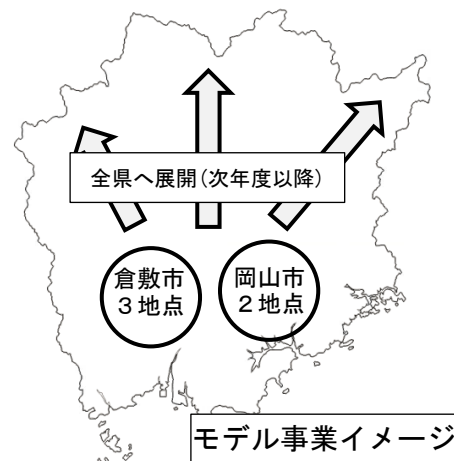 全県へ展開（次年度以降）
倉敷市
３地点
岡山市
２地点
モデル事業イメージ